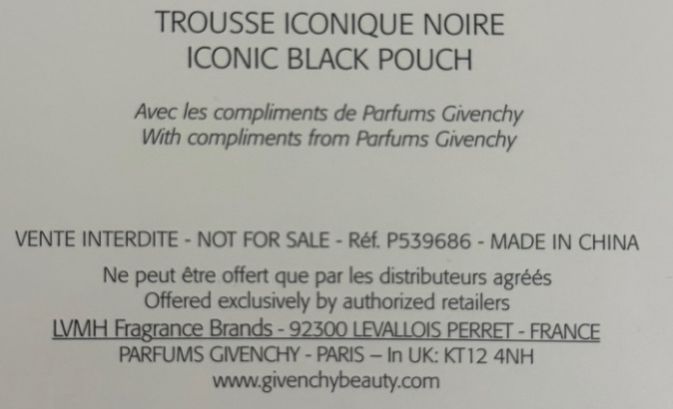 TROUSSE ICONIQUE NOIRE
ICONIC BLACK POUCH
Avec les compliments de Parfums Givenchy
With compliments from Parfums Givenchy
VENTE INTERDITE - NOT FOR SALE - Réf. P539686 - MADE IN CHINA
Ne peut être offert que par les distributeurs agréés
Offered exclusively by authorized retailers
LVMH Fragrance Brands - 92300 LEVALLOIS PERRET - FRANCE
PARFUMS GIVENCHY - PARIS – In UK: KT12 4NH
www.givenchybeauty.com